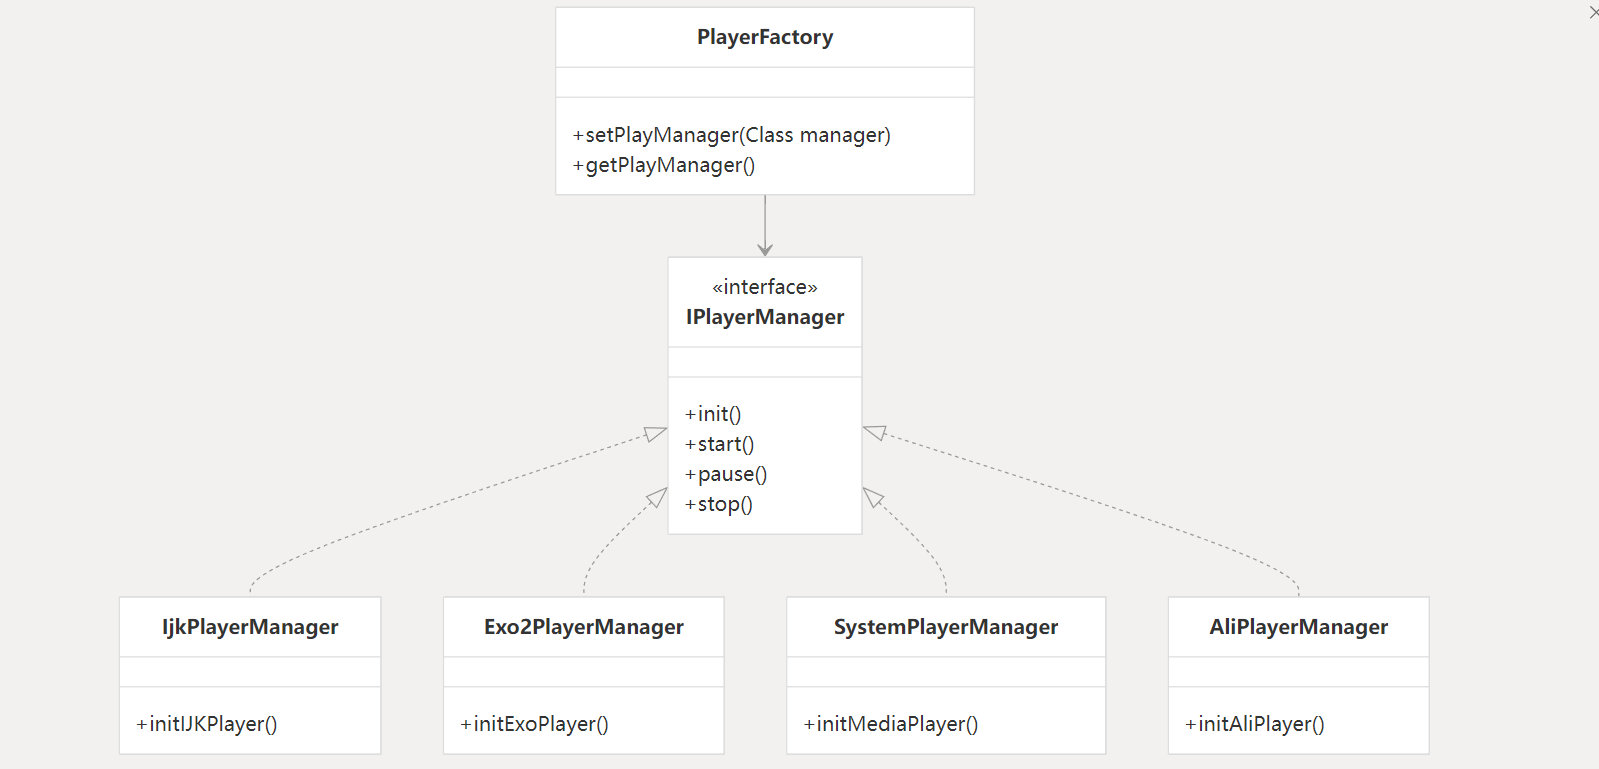 PlayerFactory
+setPlayManager(Class manager)
+getPlayManager()
«interface»
IPlayerManager
+init()
+start()
+pause()
+stop()
IjkPlayerManager
+initIJKPlayer()
Exo2PlayerManager
+initExoPlayer()
SystemPlayerManager
+initMediaPlayer()
AliPlayerManager
+initAliPlayer()